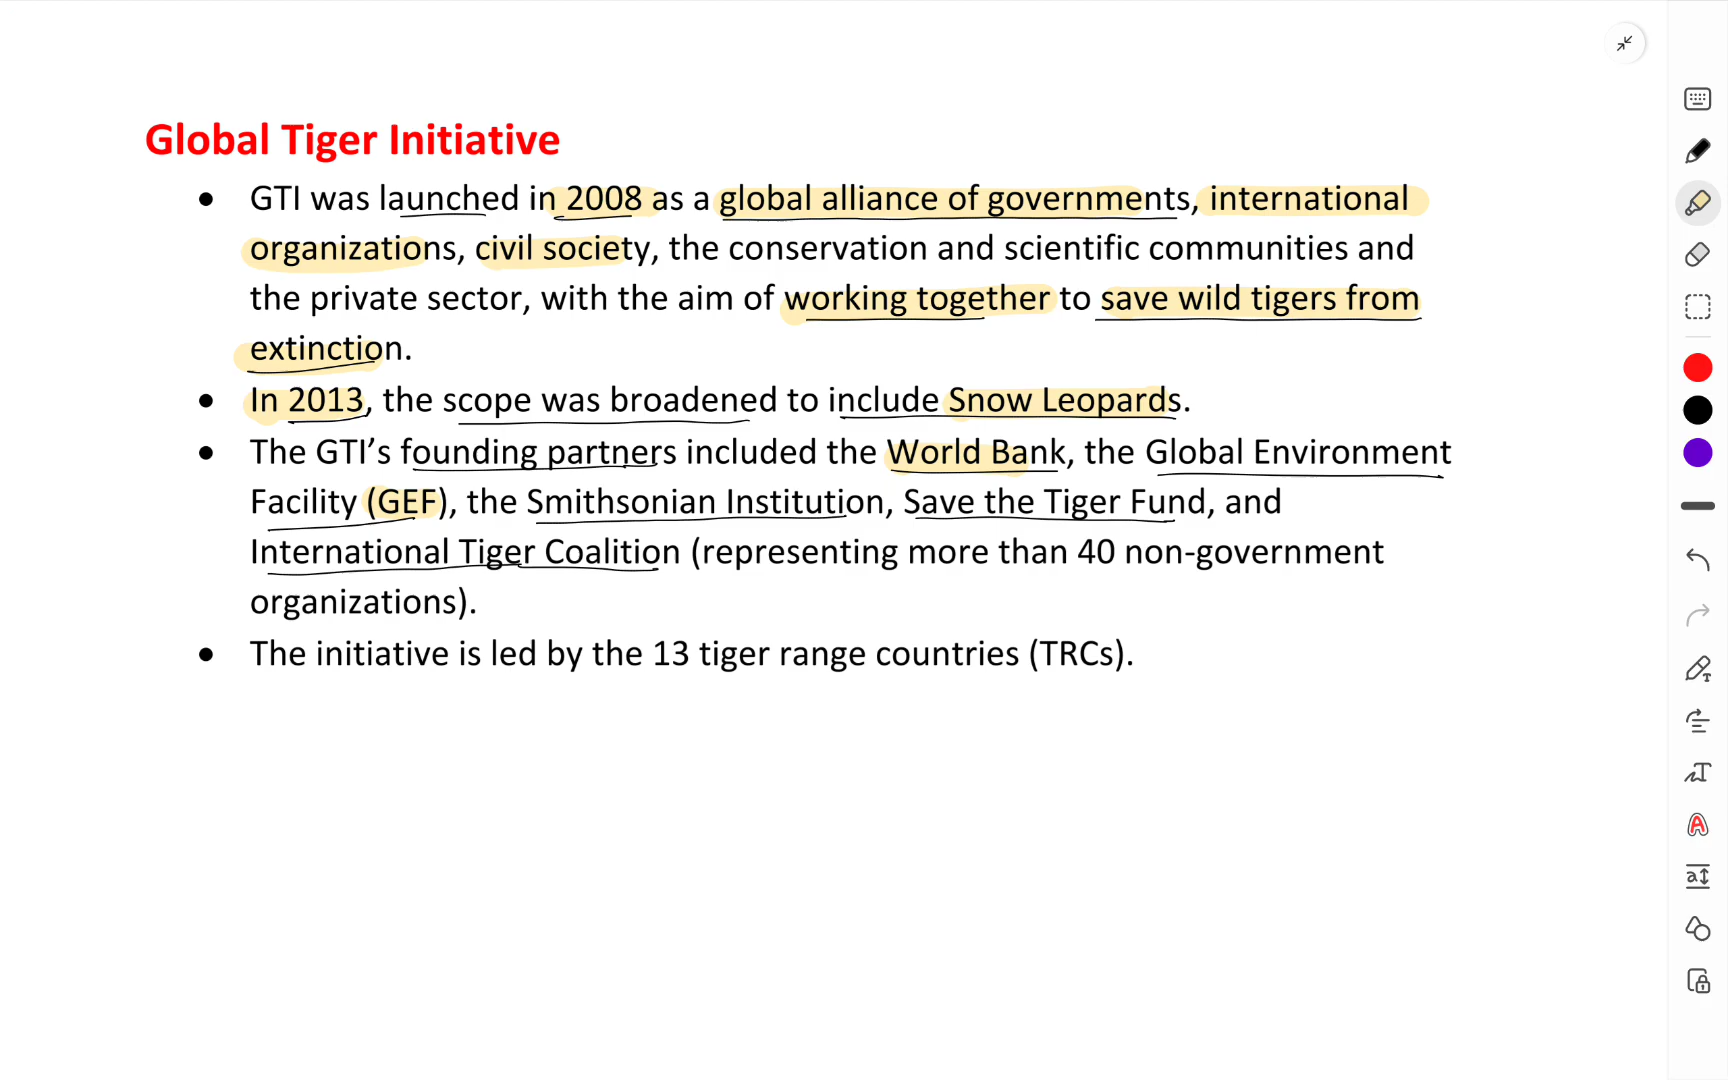 Global Tiger Initiative
• GTI was launched in 2008 as a global alliance of governments, international
organizations, civil society, the conservation and scientific communities and
the private sector, with the aim of working together to save wild tigers from
extinction.
• In 2013, the scope was broadened to include Snow Leopards.
• The GTI’s founding partners included the World Bank, the Global Environment
Facility (GEF), the Smithsonian Institution, Save the Tiger Fund, and
International Tiger Coalition (representing more than 40 non-government
organizations).
• The initiative is led by the 13 tiger range countries (TRCs).